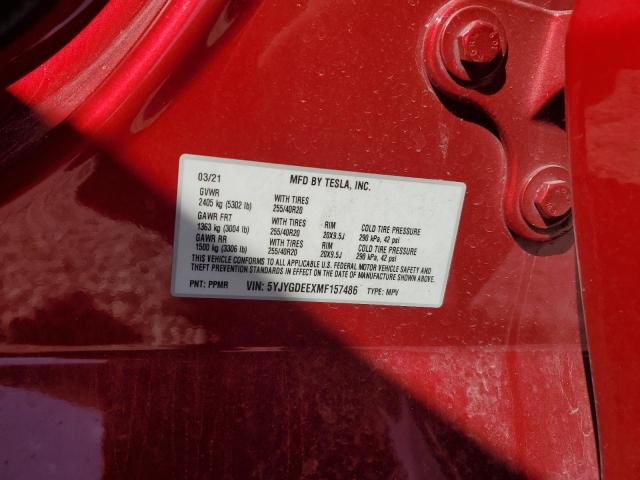 03/21 MFD BY TESLA, INC.
GVWR
2405 kg (5302 lb) WITH TIRES 255/40R20
GAWR FRT
1363 kg (3004 lb) WITH TIRES 255/40R20 RIM 20X9.5J COLD TIRE PRESSURE 290 kPa, 42 psi
GAWR RR
1500 kg (3306 lb) WITH TIRES 255/40R20 RIM 20X9.5J COLD TIRE PRESSURE 290 kPa, 42 psi
THIS VEHICLE CONFORMS TO ALL APPLICABLE U.S. FEDERAL MOTOR VEHICLE SAFETY AND
THEFT PREVENTION STANDARDS IN EFFECT ON THE DATE OF MANUFACTURE SHOWN ABOVE.
PNT: PPMR VIN: 5YJYGDEEXMF157486 TYPE: MPV